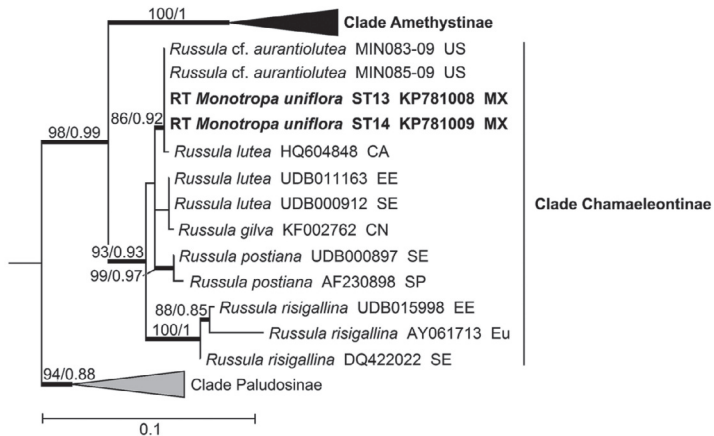 100/1
Clade Amethystinae
Russula cf. aurantiolutea MIN083-09 US
Russula cf. aurantiolutea MIN085-09 US
RT Monotropa uniflora ST13 KP781008 MX
86/0.92
RT Monotropa uniflora ST14 KP781009 MX
98/0.99
Russula lutea HQ604848 CA
Russula lutea UDB011163 EE
Russula lutea UDB000912 SE
Clade Chamaeleontinae
Russula gilva KF002762 CN
93/0.93
Russula postiana UDB000897 SE
99/0.97
Russula postiana AF230898 SP
88/0.85
Russula risigallina UDB015998 EE
100/1
Russula risigallina AY061713 Eu
Russula risigallina DQ422022 SE
94/0.88
Clade Paludosinae
0.1